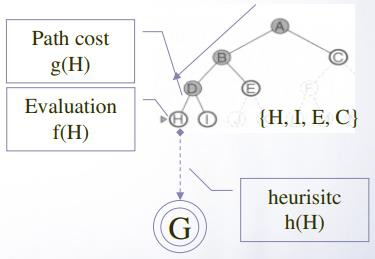 Path cost
g(H)
A
B
C
D
E
F
Evaluation
f(H)
H
I
J
{H, I, E, C}
heurisitc
h(H)
G